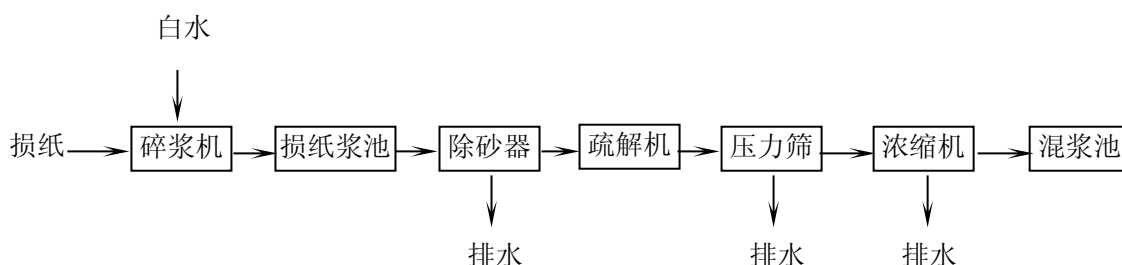 白水
损纸 碎浆机 损纸浆池 除砂器 疏解机 压力筛 浓缩机 混浆池
排水 排水 排水